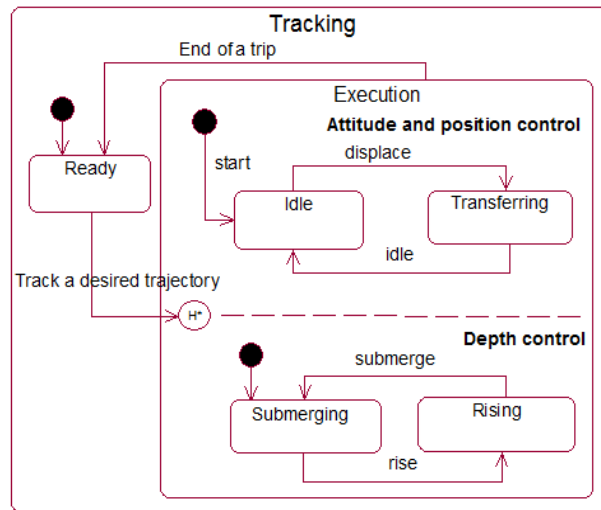 Tracking
End of a trip
Execution
Attitude and position control
Ready
start
displace
Idle
Transferring
idle
Track a desired trajectory
H*
Depth control
submerge
Submerging
Rising
rise